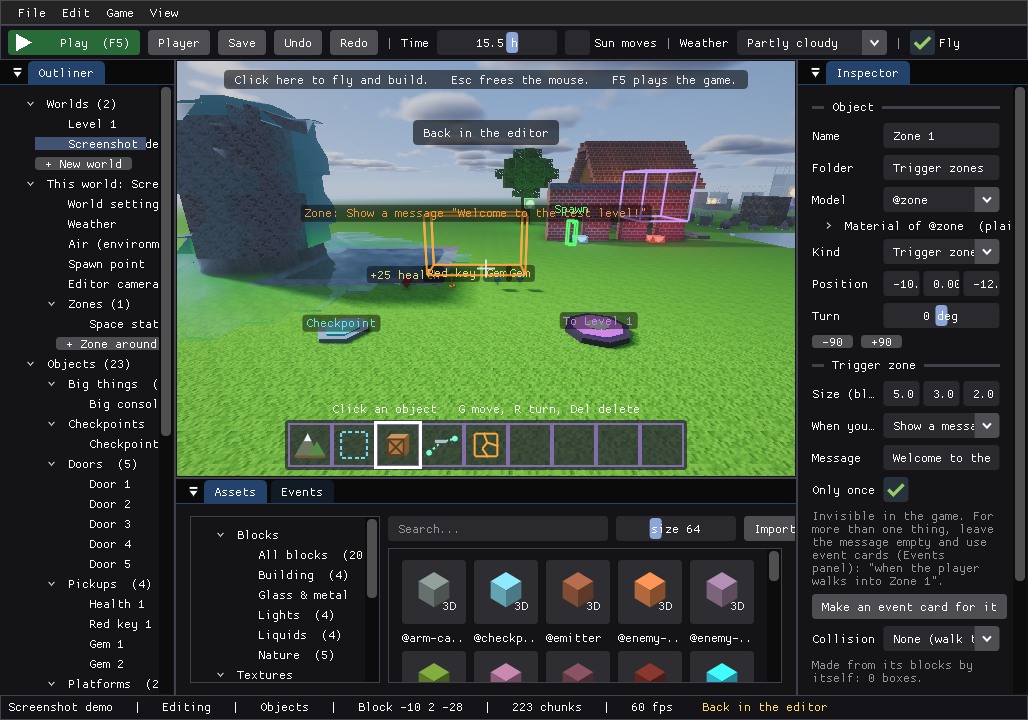 File Edit Game View
Play (F5) Player Save Undo Redo | Time 15.5 h Sun moves | Weather Partly cloudy | Fly
Outliner
Worlds (2)
Level 1
Screenshot de
+ New world
This world: Scre
World setting
Weather
Air (environm
Spawn point
Editor camera
Zones (1)
Space stat
+ Zone around
Objects (23)
Big things (
Big consol
Checkpoints
Checkpoint
Doors (5)
Door 1
Door 2
Door 3
Door 4
Door 5
Pickups (4)
Health 1
Red key 1
Gem 1
Gem 2
Platforms (2
Click here to fly and build. Esc frees the mouse. F5 plays the game.
Back in the editor
Spawn
Zone: Show a message "Welcome to the test level!"
+25 health
Red key
Gem
Gem
Checkpoint
To Level 1
Click an object G move, R turn, Del delete
Assets Events
Blocks
All blocks (20
Building (4)
Glass & metal
Lights (4)
Liquids (4)
Nature (5)
Textures
Search... size 64 Import
3D 3D 3D 3D 3D
@arm-ca.. @checkp.. @emitter @enemy-.. @enemy-..
Inspector
Object
Name Zone 1
Folder Trigger zones
Model @zone
Material of @zone (plai
Kind Trigger zone
Position -10. 0.00 -12.
Turn 0 deg
-90 +90
Trigger zone
Size (bl… 5.0 3.0 2.0
When you… Show a messa
Message Welcome to the
Only once
Invisible in the game. For
more than one thing, leave
the message empty and use
event cards (Events
panel): "when the player
walks into Zone 1".
Make an event card for it
Collision None (walk t
Made from its blocks by
itself: 0 boxes.
Screenshot demo | Editing | Objects | Block -10 2 -28 | 223 chunks | 60 fps Back in the editor